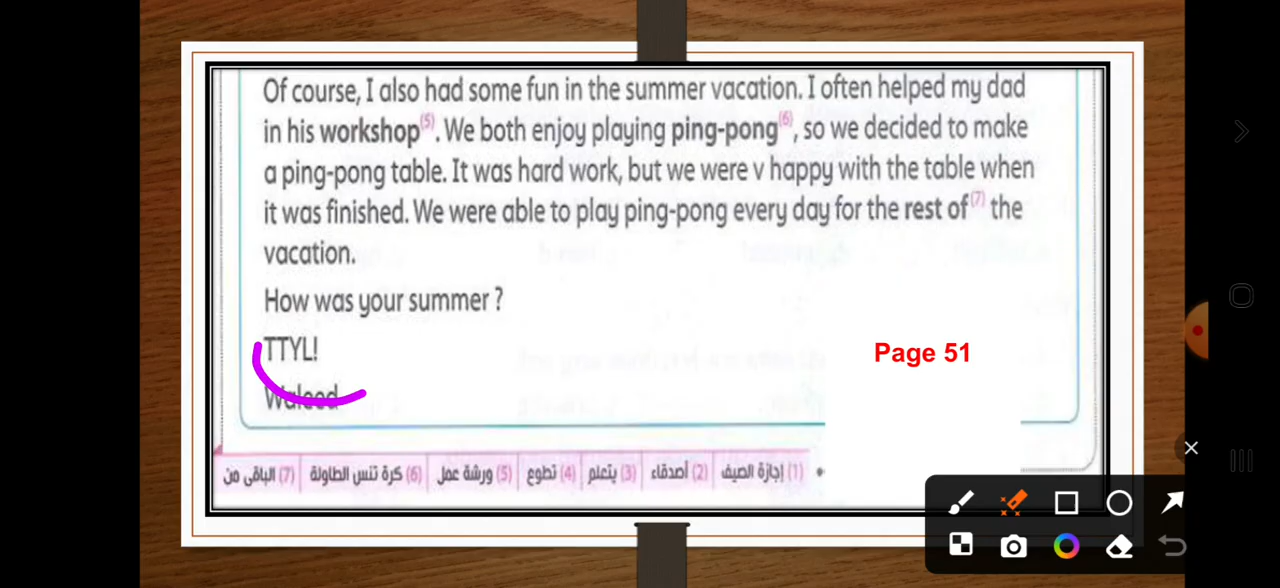 Of course, I also had some fun in the summer vacation. I often helped my dad
in his workshop(5). We both enjoy playing ping-pong(6), so we decided to make
a ping-pong table. It was hard work, but we were v happy with the table when
it was finished. We were able to play ping-pong every day for the rest of(7) the
vacation.
How was your summer ?
TTYL!
Waleed
Page 51
(1) إجازة الصيف (2) أصدقاء (3) يتعلم (4) تطوع (5) ورشة عمل (6) كرة تنس الطاولة (7) الباقى من